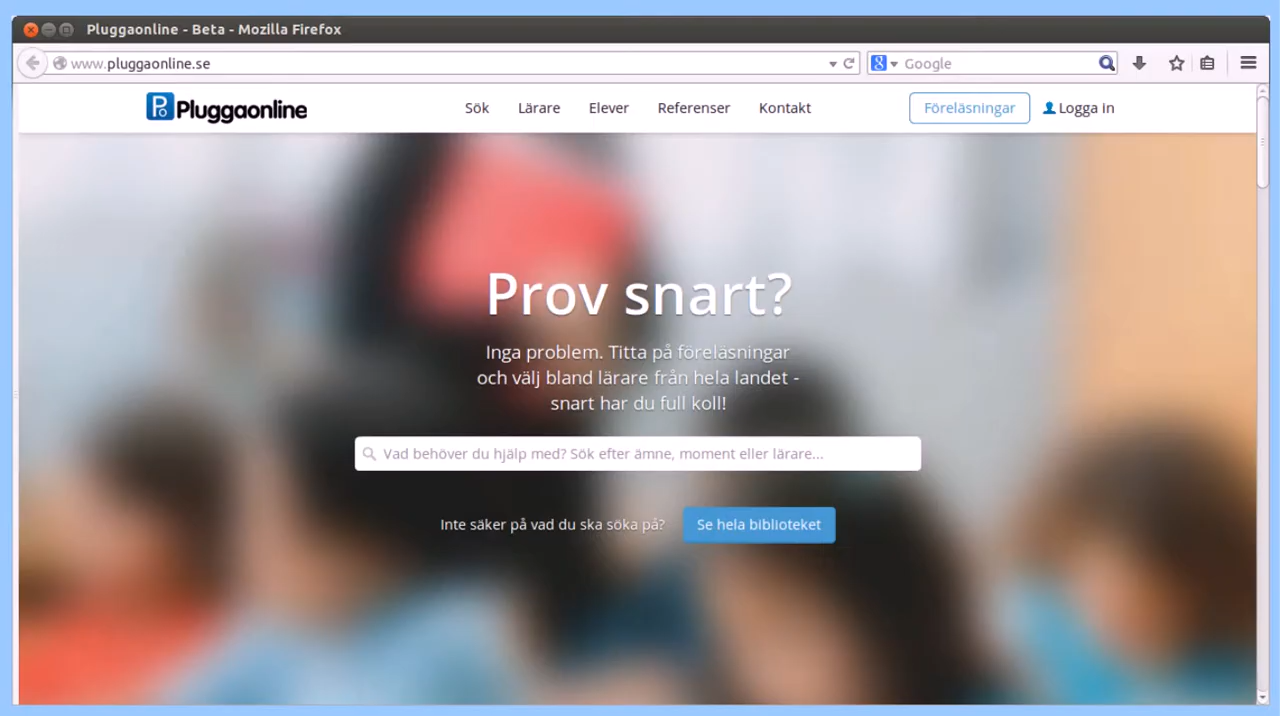 Pluggaonline - Beta - Mozilla Firefox
www.pluggaonline.se
Google
Pluggaonline
Sök
Lärare
Elever
Referenser
Kontakt
Föreläsningar
Logga in
Prov snart?
Inga problem. Titta på föreläsningar
och välj bland lärare från hela landet -
snart har du full koll!
Vad behöver du hjälp med? Sök efter ämne, moment eller lärare...
Inte säker på vad du ska söka på?
Se hela biblioteket